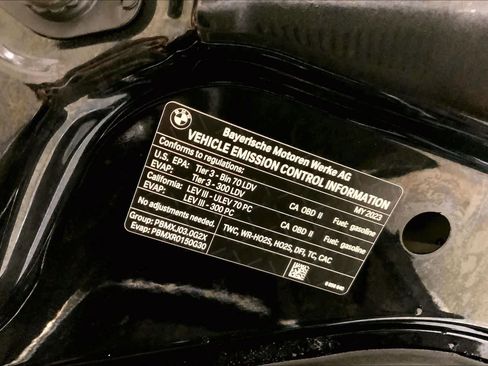 BMW
Bayerische Motoren Werke AG
VEHICLE EMISSION CONTROL INFORMATION
Conforms to regulations: MY 2023
U.S. EPA: Tier 3 - Bin 70 LDV CA OBD II Fuel: gasoline
EVAP: Tier 3 - 300 LDV
California: LEV III - ULEV 70 PC CA OBD II Fuel: gasoline
EVAP: LEV III - 300 PC
No adjustments needed. TWC, WR-HO2S, HO2S, DFI, TC, CAC
Group: PBMXJ03.0G2X
Evap: PBMXR0150G30